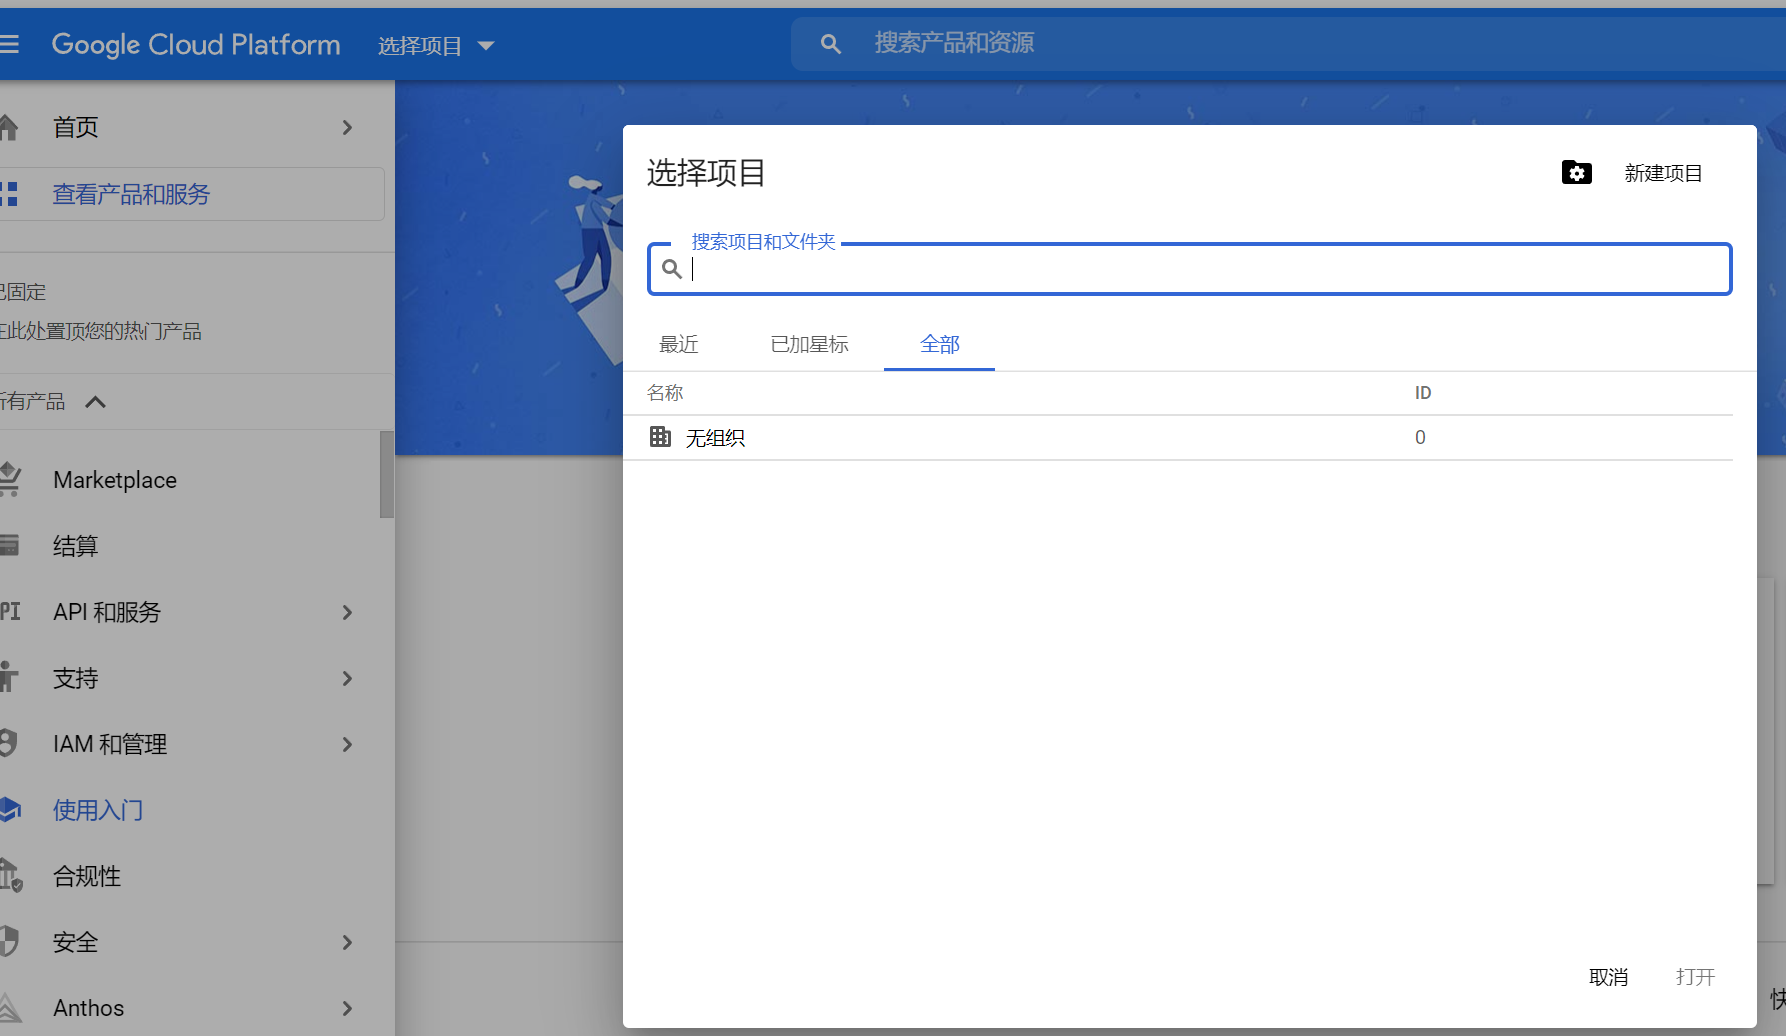 Google Cloud Platform
选择项目
搜索产品和资源
首页
查看产品和服务
已固定
在此处置顶您的热门产品
所有产品
Marketplace
结算
API
API 和服务
支持
IAM 和管理
使用入门
合规性
安全
Anthos
选择项目
新建项目
搜索项目和文件夹
最近
已加星标
全部
名称
ID
无组织
0
取消
打开
快